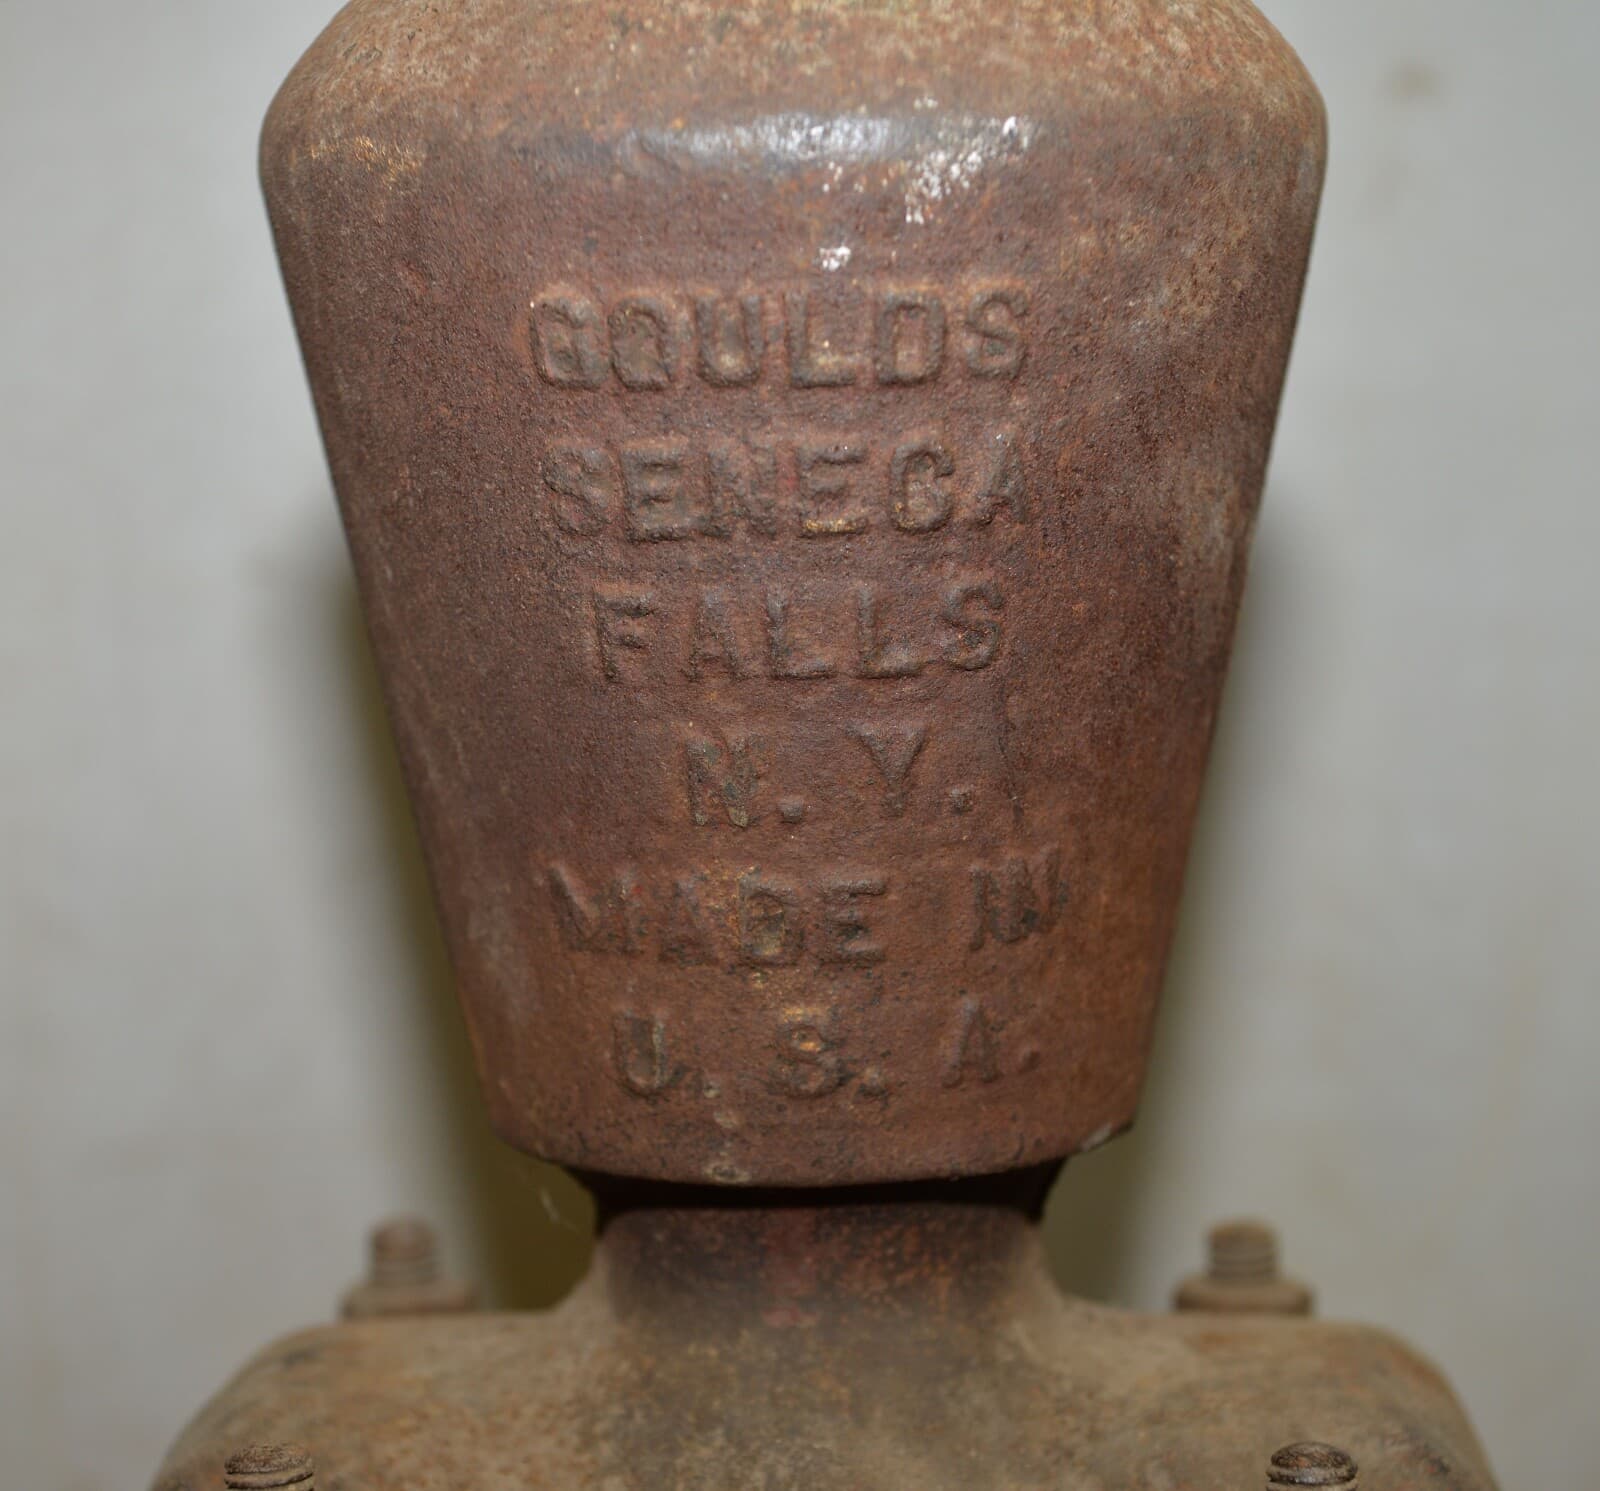 GOULDS
SENECA
FALLS
N. Y.
MADE IN
U. S. A.